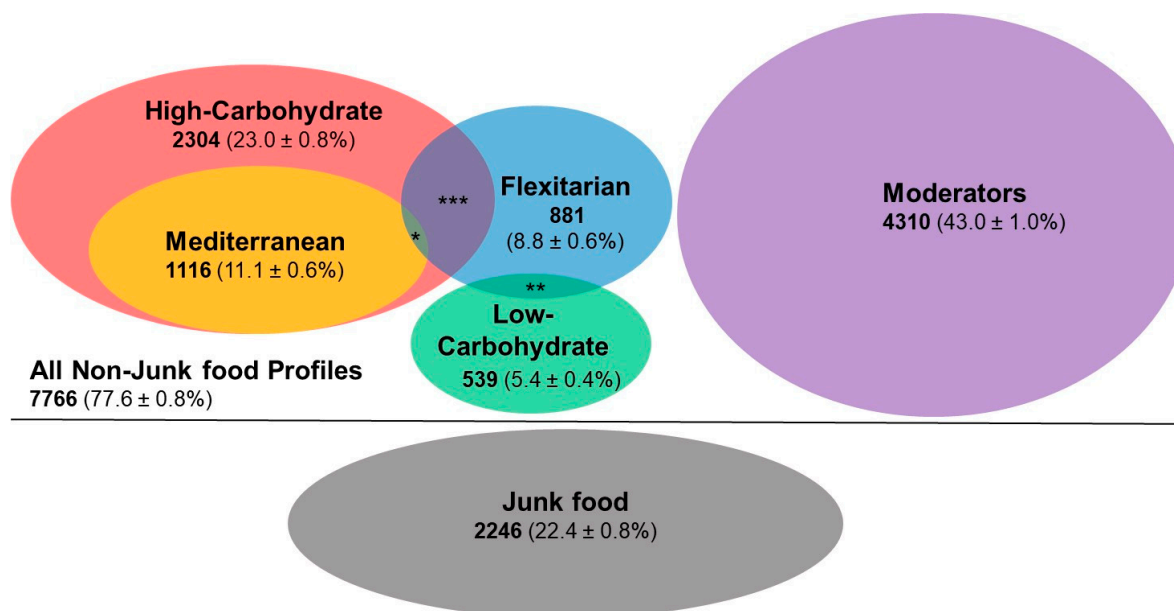 High-Carbohydrate
2304 (23.0 ± 0.8%)
***
Flexitarian
881
(8.8 ± 0.6%)
Moderators
4310 (43.0 ± 1.0%)
Mediterranean
1116 (11.1 ± 0.6%)
*
**
Low-
Carbohydrate
539 (5.4 ± 0.4%)
All Non-Junk food Profiles
7766 (77.6 ± 0.8%)
Junk food
2246 (22.4 ± 0.8%)